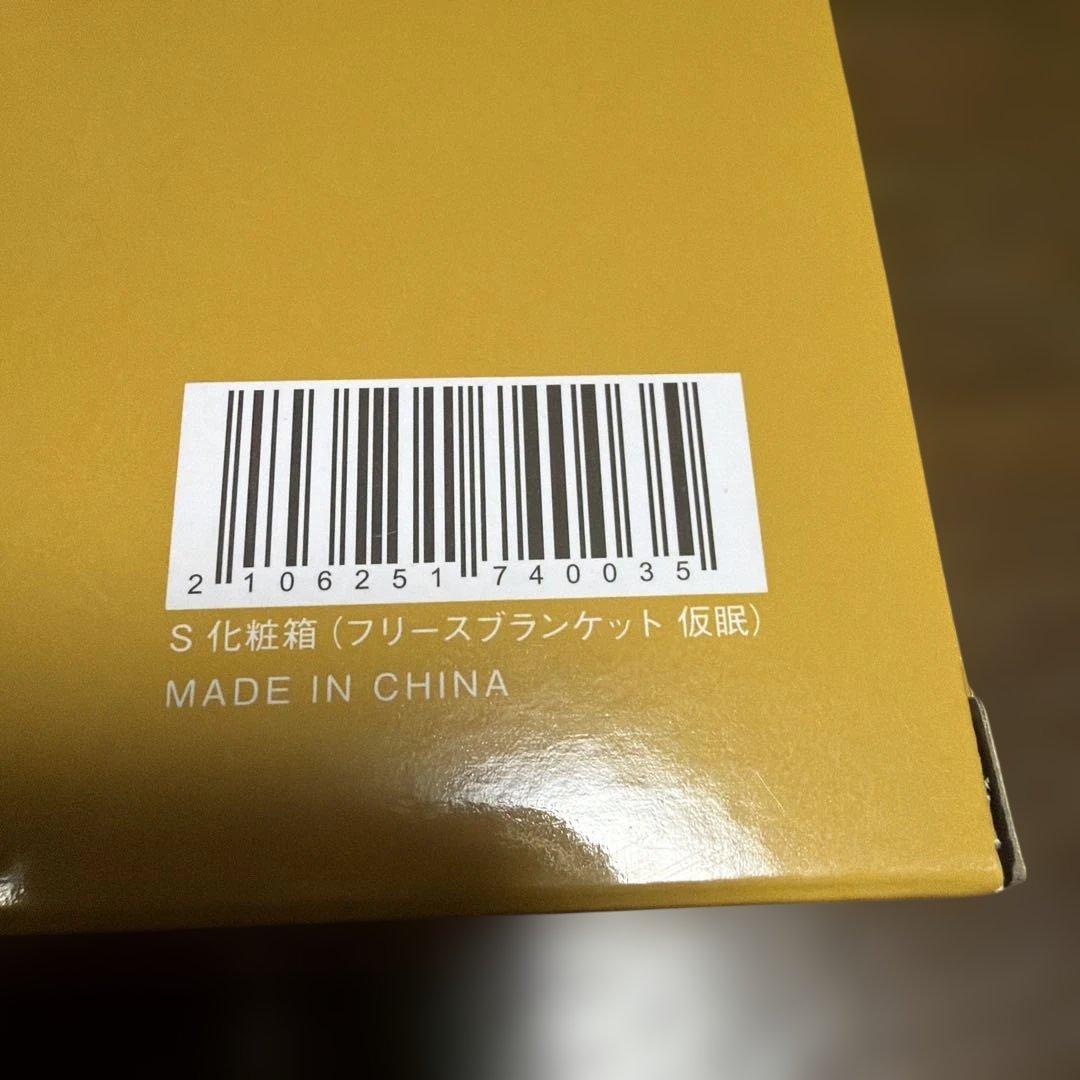 2 106251 740035
S 化粧箱(フリースブランケット 仮眠)
MADE IN CHINA